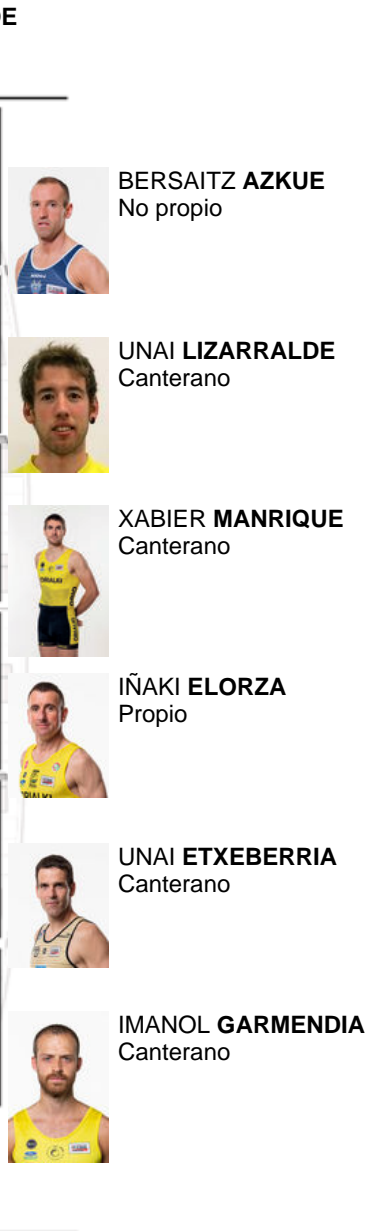 BERSAITZ AZKUE
No propio
UNAI LIZARRALDE
Canterano
XABIER MANRIQUE
Canterano
IÑAKI ELORZA
Propio
UNAI ETXEBERRIA
Canterano
IMANOL GARMENDIA
Canterano